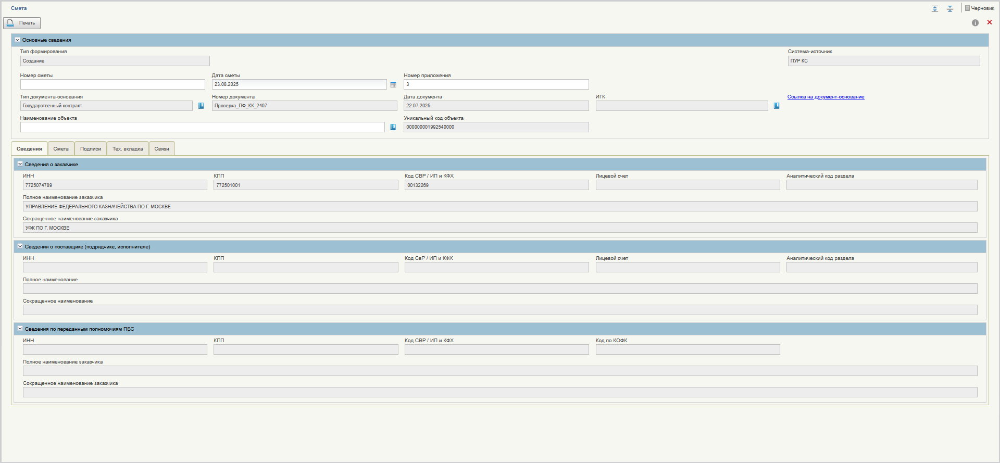 Смета
Черновик
Печать
Основные сведения
Тип формирования
Система-источник
Создание
ПУР КС
Номер сметы
Дата сметы
Номер приложения
23.08.2025
3
Тип документа-основания
Номер документа
Дата документа
ИГК
Ссылка на документ-основание
Государственный контракт
Проверка_ПФ_КК_2407
22.07.2025
Наименование объекта
Уникальный код объекта
000000001992540000
Сведения
Смета
Подписи
Тех. вкладка
Связи
Сведения о заказчике
ИНН
КПП
Код СВР / ИП и КФХ
Лицевой счет
Аналитический код раздела
7725074789
772501001
00132269
Полное наименование заказчика
УПРАВЛЕНИЕ ФЕДЕРАЛЬНОГО КАЗНАЧЕЙСТВА ПО Г. МОСКВЕ
Сокращенное наименование заказчика
УФК ПО Г. МОСКВЕ
Сведения о поставщике (подрядчике, исполнителе)
ИНН
КПП
Код СвР / ИП и КФХ
Лицевой счет
Аналитический код раздела
Полное наименование
Сокращенное наименование
Сведения по переданным полномочиям ПБС
ИНН
КПП
Код СВР / ИП и КФХ
Код по КОФК
Полное наименование заказчика
Сокращенное наименование заказчика